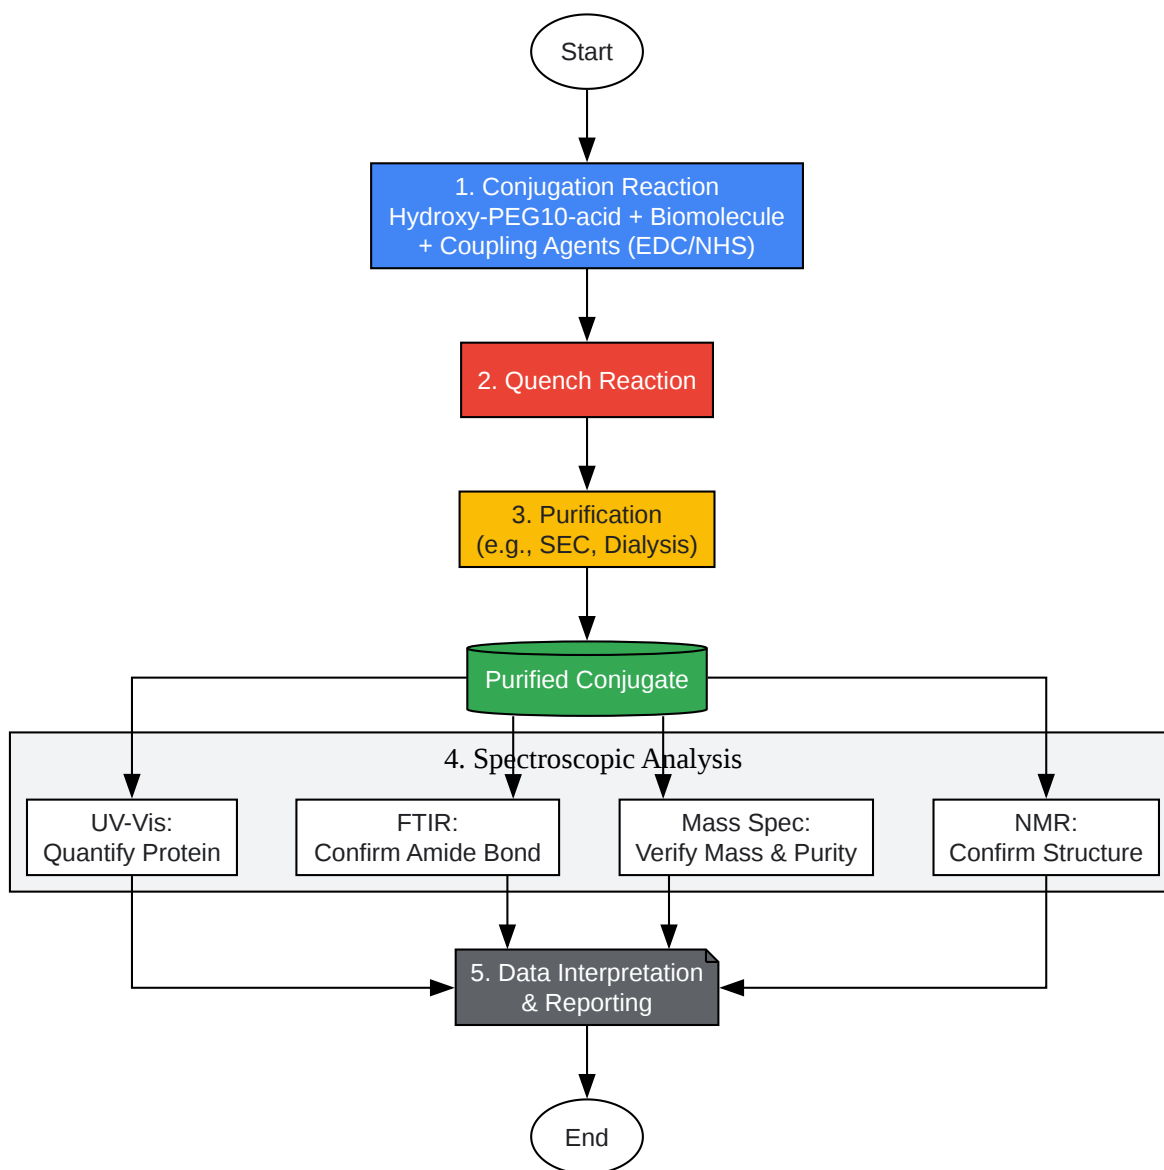 Start
1. Conjugation Reaction
Hydroxy-PEG10-acid + Biomolecule
+ Coupling Agents (EDC/NHS)
2. Quench Reaction
3. Purification
(e.g., SEC, Dialysis)
Purified Conjugate
4. Spectroscopic Analysis
UV-Vis:
Quantify Protein
FTIR:
Confirm Amide Bond
Mass Spec:
Verify Mass & Purity
NMR:
Confirm Structure
5. Data Interpretation
& Reporting
End